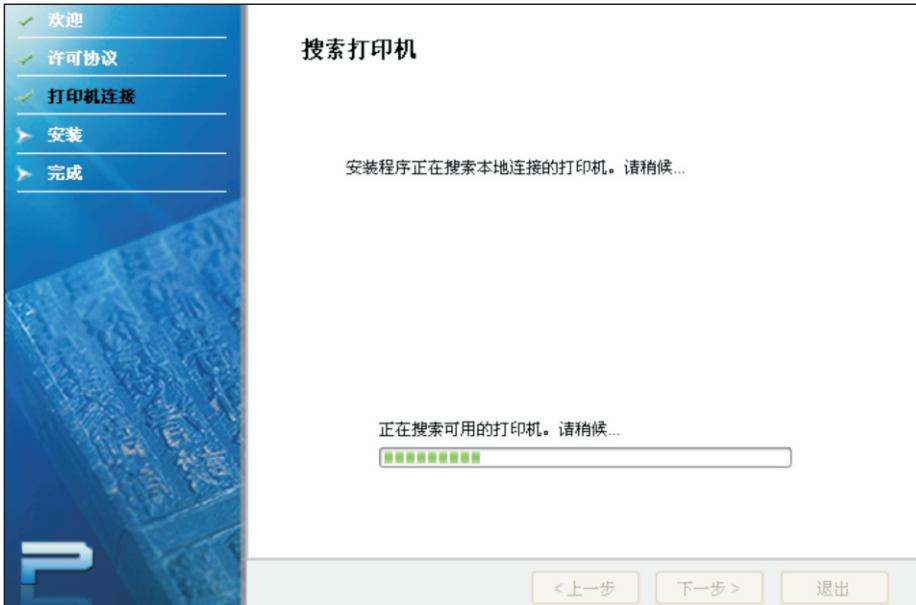 欢迎
许可协议
打印机连接
安装
完成
搜索打印机
安装程序正在搜索本地连接的打印机。请稍候...
正在搜索可用的打印机。请稍候...
<上一步
下一步>
退出